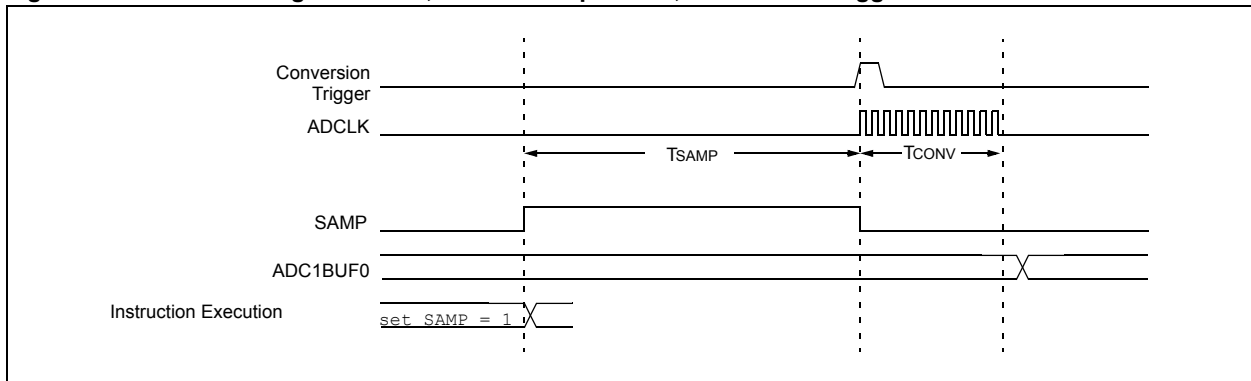 Conversion
Trigger
ADCLK
TSAMP
TCONV
SAMP
ADC1BUF0
Instruction Execution
set SAMP = 1